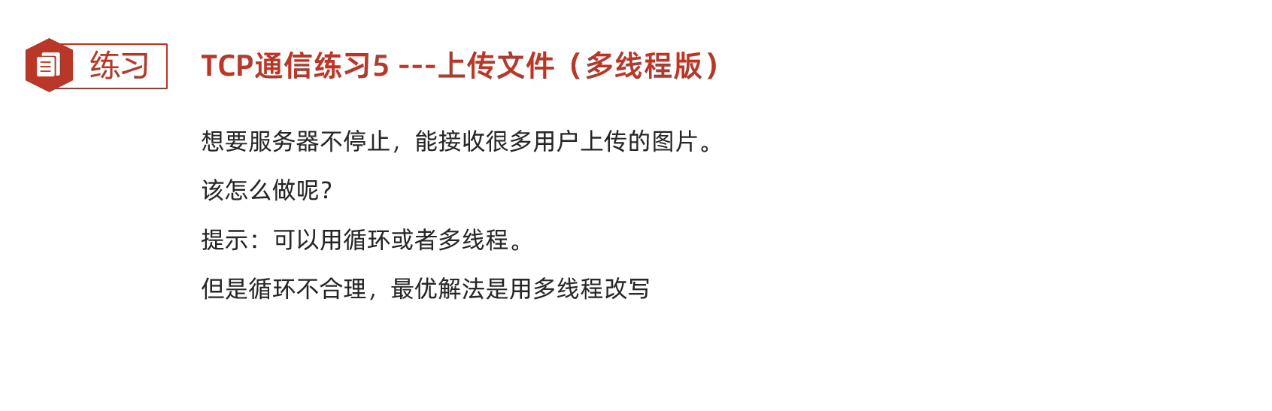 练习
TCP通信练习5 ---上传文件（多线程版）
想要服务器不停止，能接收很多用户上传的图片。
该怎么做呢？
提示：可以用循环或者多线程。
但是循环不合理，最优解法是用多线程改写